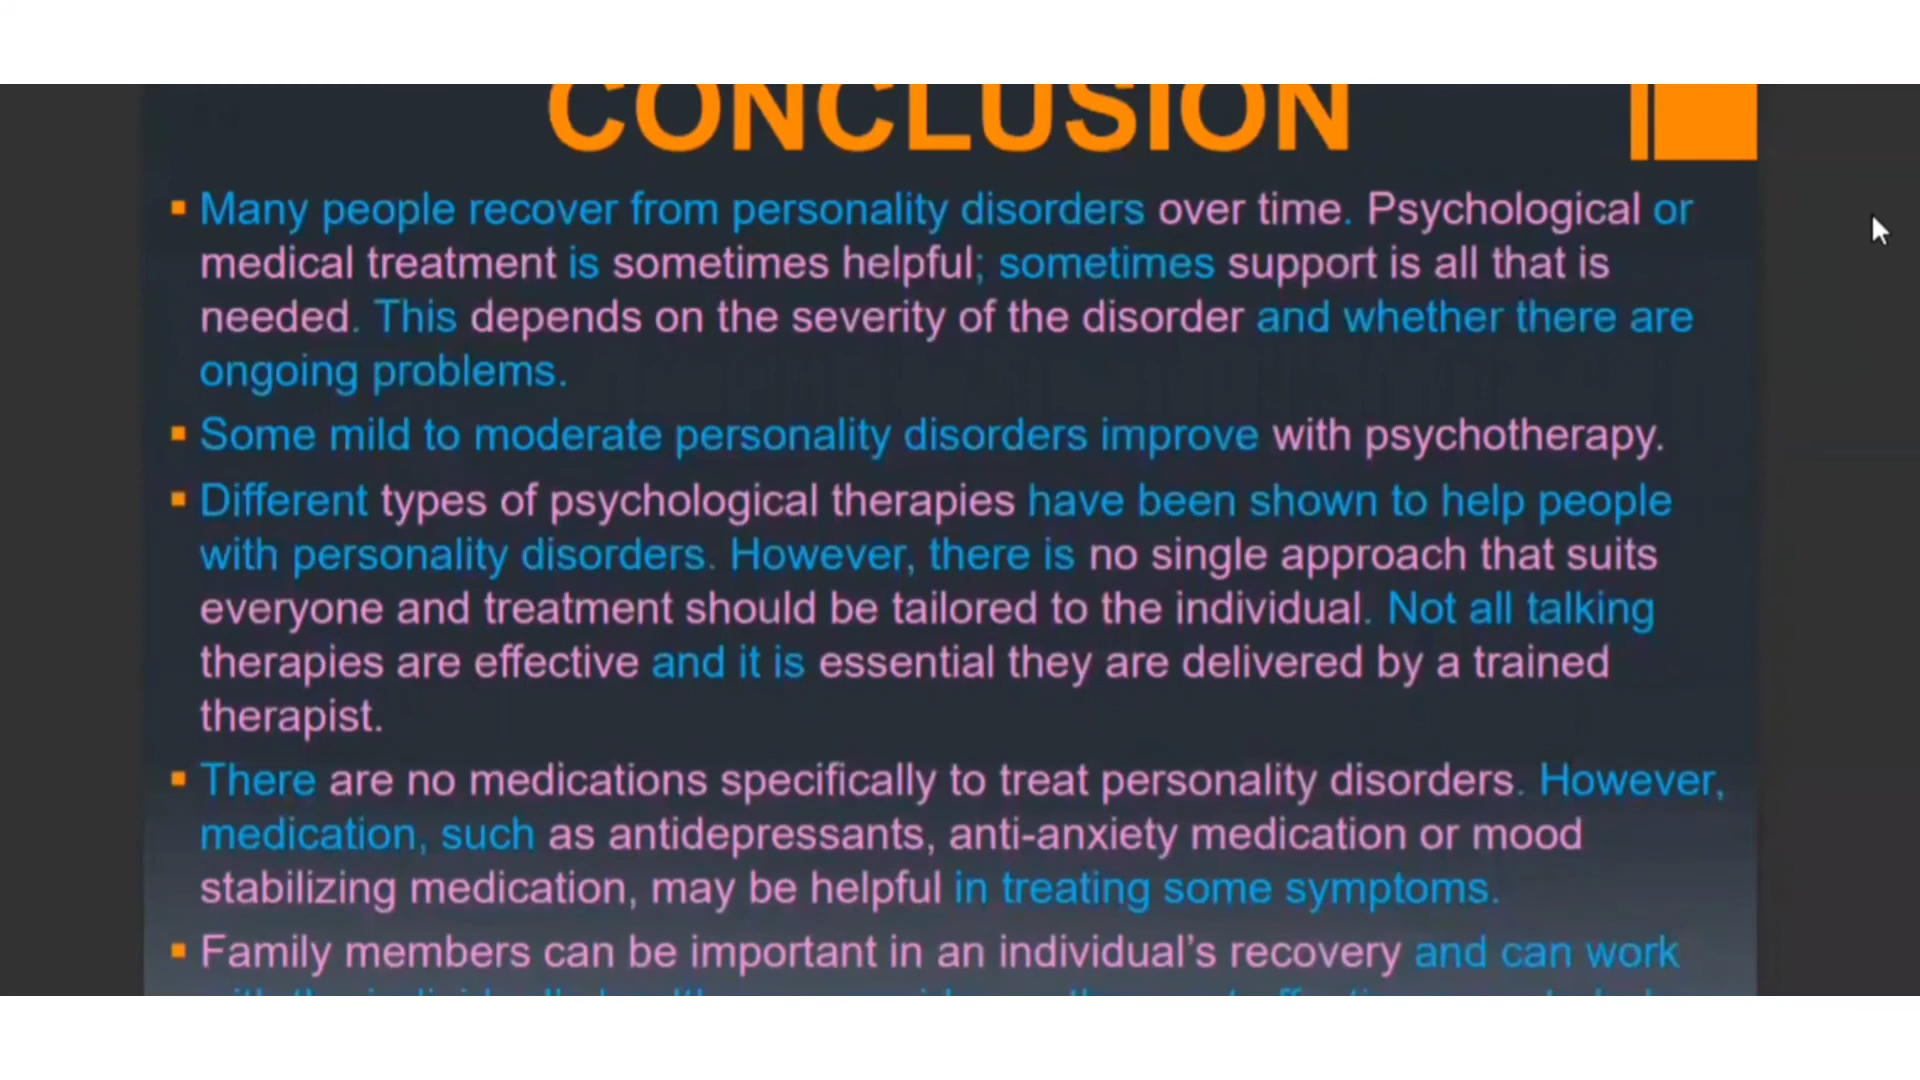 CONCLUSION
▪ Many people recover from personality disorders over time. Psychological or
medical treatment is sometimes helpful; sometimes support is all that is
needed. This depends on the severity of the disorder and whether there are
ongoing problems.
▪ Some mild to moderate personality disorders improve with psychotherapy.
▪ Different types of psychological therapies have been shown to help people
with personality disorders. However, there is no single approach that suits
everyone and treatment should be tailored to the individual. Not all talking
therapies are effective and it is essential they are delivered by a trained
therapist.
▪ There are no medications specifically to treat personality disorders. However,
medication, such as antidepressants, anti-anxiety medication or mood
stabilizing medication, may be helpful in treating some symptoms.
▪ Family members can be important in an individual’s recovery and can work